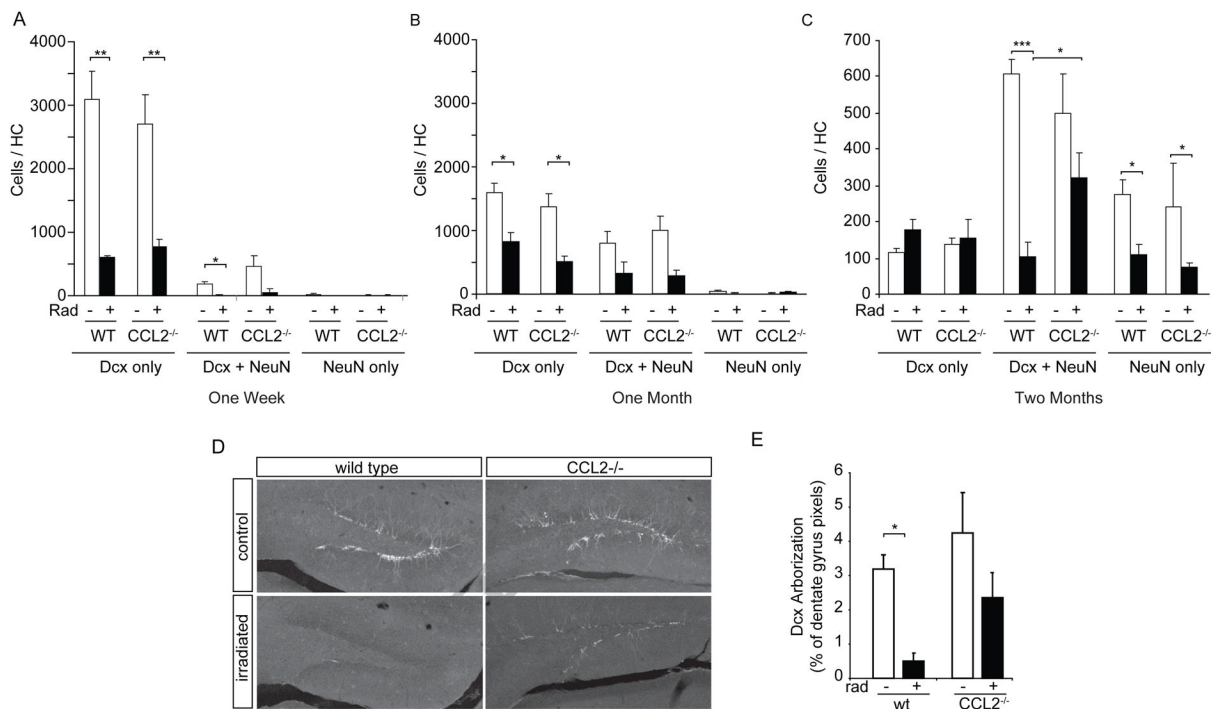 A
4000
3000
2000
1000
0
Cells / HC
** ** *
Rad - + - + - + - + - + - +
WT CCL2-/- WT CCL2-/- WT CCL2-/-
Dcx only Dcx + NeuN NeuN only
One Week
B
4000
3000
2000
1000
0
Cells / HC
* *
Rad - + - + - + - + - + - +
WT CCL2-/- WT CCL2-/- WT CCL2-/-
Dcx only Dcx + NeuN NeuN only
One Month
C
700
600
500
400
300
200
100
0
Cells / HC
*** * * *
Rad - + - + - + - + - + - +
WT CCL2-/- WT CCL2-/- WT CCL2-/-
Dcx only Dcx + NeuN NeuN only
Two Months
D
wild type CCL2-/-
control
irradiated
E
6
5
4
3
2
1
0
Dcx Arborization
(% of dentate gyrus pixels)
*
rad - + - +
wt CCL2-/-